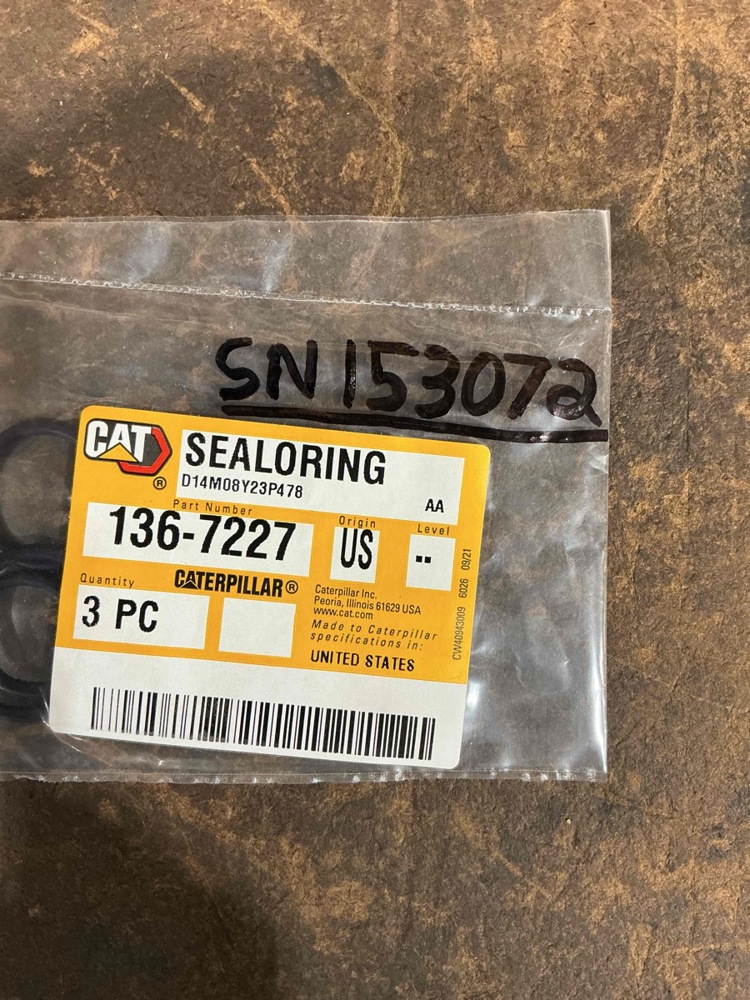 SN153072
CAT
®
SEALORING
D14M08Y23P478
AA
Part Number
136-7227
Origin
US
Level
--
Quantity
3 PC
CATERPILLAR®
Caterpillar Inc.
Peoria, Illinois 61629 USA
www.cat.com
Made to Caterpillar
specifications in:
UNITED STATES
CW40943009 6026 09/21